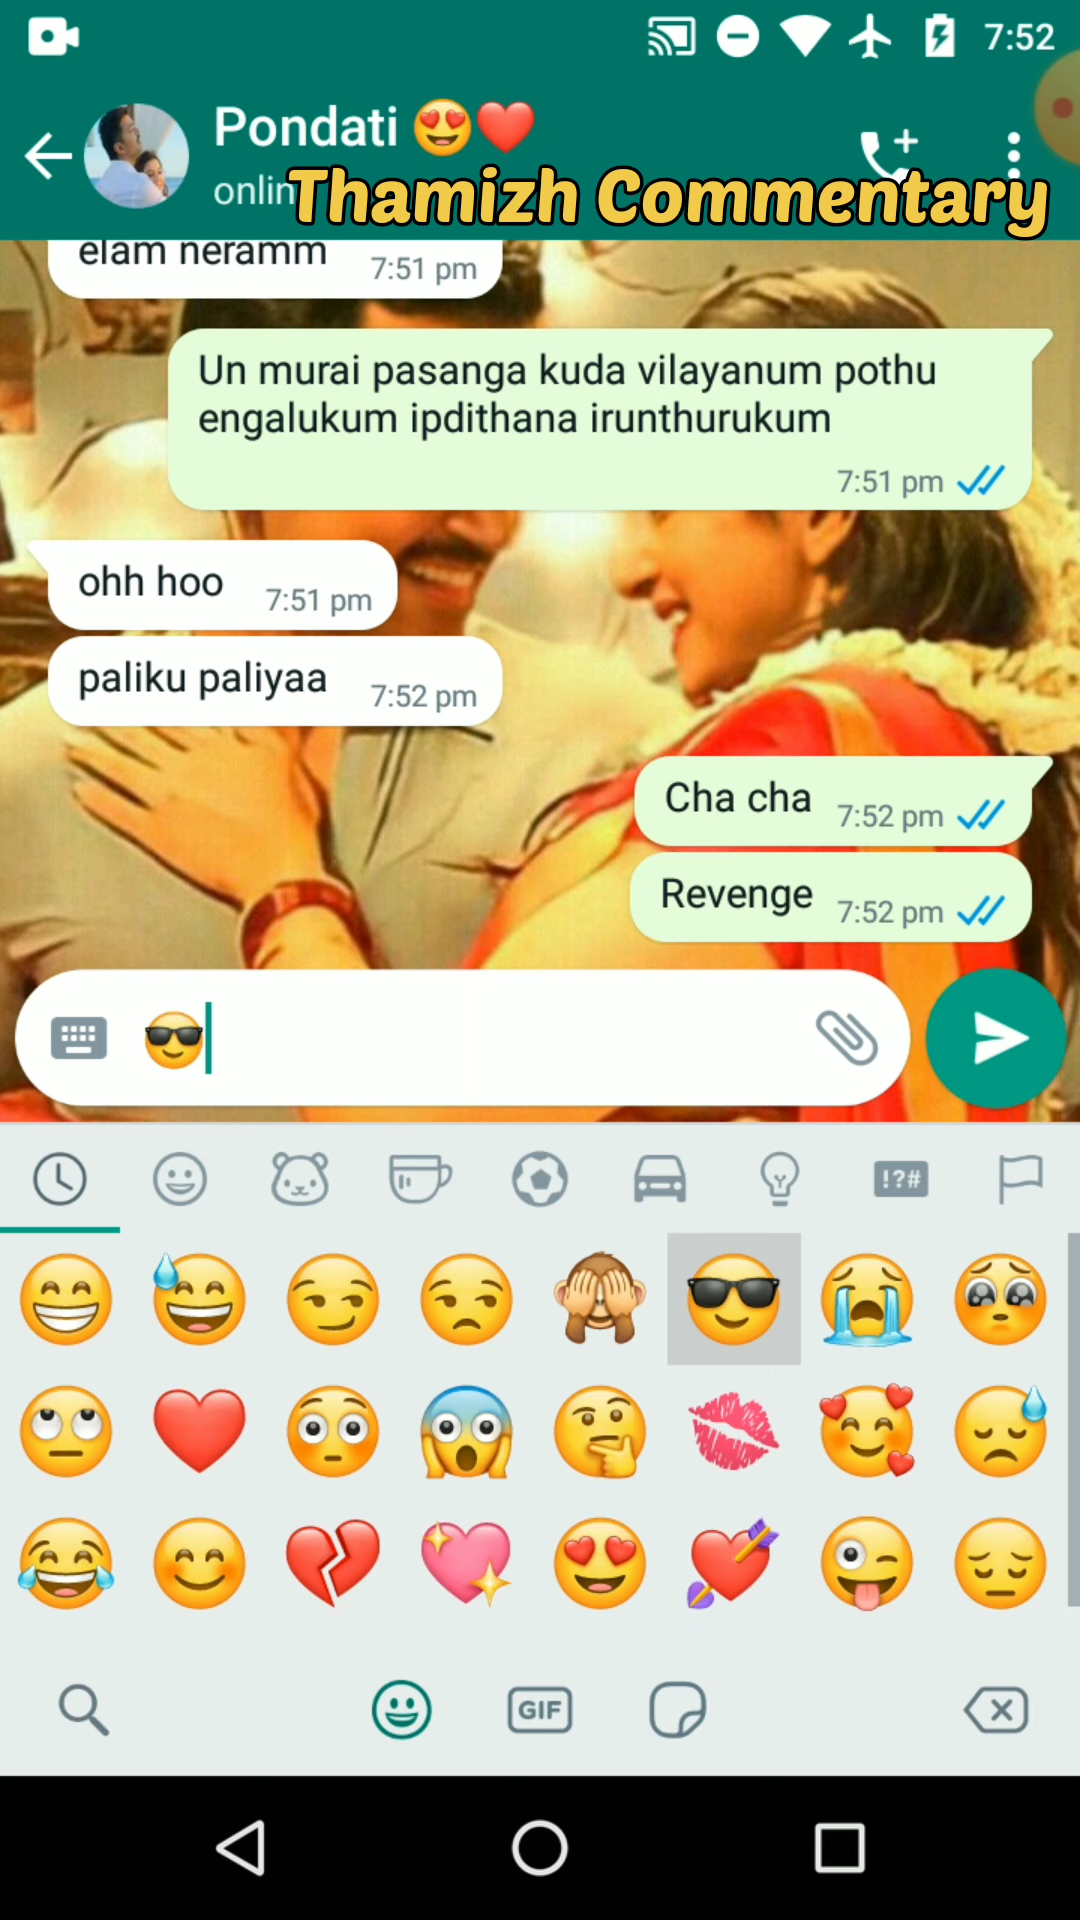 7:52
Pondati 😍❤️
onlin
Thamizh Commentary
elam neramm 7:51 pm
Un murai pasanga kuda vilayanum pothu
engalukum ipdithana irunthurukum
7:51 pm
ohh hoo 7:51 pm
paliku paliyaa 7:52 pm
Cha cha 7:52 pm
Revenge 7:52 pm
😎
!?#
GIF